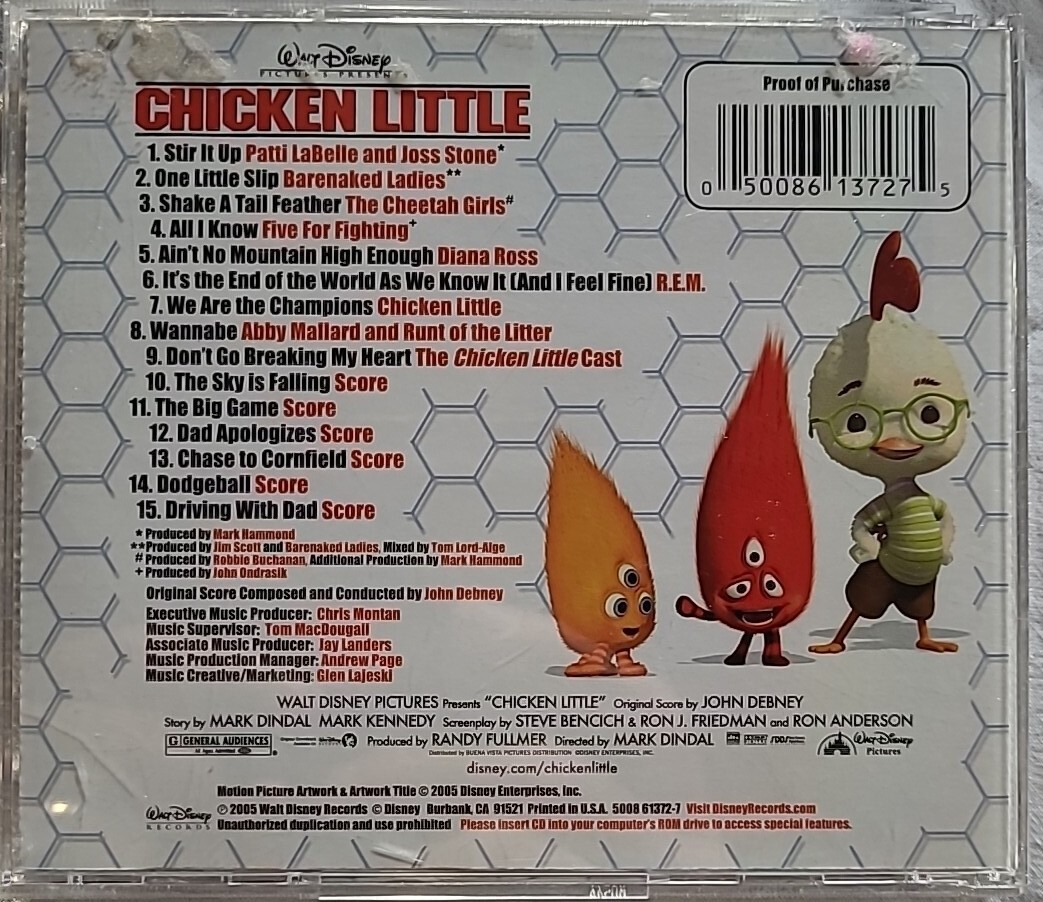 Walt Disney
PICTURES PRESENTS
CHICKEN LITTLE
Proof of Purchase
0 50086 13727 5
1. Stir It Up Patti LaBelle and Joss Stone*
2. One Little Slip Barenaked Ladies**
3. Shake A Tail Feather The Cheetah Girls#
4. All I Know Five For Fighting+
5. Ain't No Mountain High Enough Diana Ross
6. It's the End of the World As We Know It (And I Feel Fine) R.E.M.
7. We Are the Champions Chicken Little
8. Wannabe Abby Mallard and Runt of the Litter
9. Don't Go Breaking My Heart The Chicken Little Cast
10. The Sky is Falling Score
11. The Big Game Score
12. Dad Apologizes Score
13. Chase to Cornfield Score
14. Dodgeball Score
15. Driving With Dad Score
* Produced by Mark Hammond
**Produced by Jim Scott and Barenaked Ladies, Mixed by Tom Lord-Alge
# Produced by Robbie Buchanan, Additional Production by Mark Hammond
+ Produced by John Ondrasik
Original Score Composed and Conducted by John Debney
Executive Music Producer: Chris Montan
Music Supervisor: Tom MacDougall
Associate Music Producer: Jay Landers
Music Production Manager: Andrew Page
Music Creative/Marketing: Glen Lajeski
WALT DISNEY PICTURES Presents "CHICKEN LITTLE" Original Score by JOHN DEBNEY
Story by MARK DINDAL MARK KENNEDY Screenplay by STEVE BENCICH & RON J. FRIEDMAN and RON ANDERSON
G GENERAL AUDIENCES
All Ages Admitted
Produced by RANDY FULLMER Directed by MARK DINDAL
dts
Walt Disney
Pictures
Distributed by BUENA VISTA PICTURES DISTRIBUTION ©DISNEY ENTERPRISES, INC.
disney.com/chickenlittle
Motion Picture Artwork & Artwork Title © 2005 Disney Enterprises, Inc.
Walt Disney
RECORDS
℗ 2005 Walt Disney Records © Disney Burbank, CA 91521 Printed in U.S.A. 5008 61372-7 Visit DisneyRecords.com
Unauthorized duplication and use prohibited Please insert CD into your computer's ROM drive to access special features.